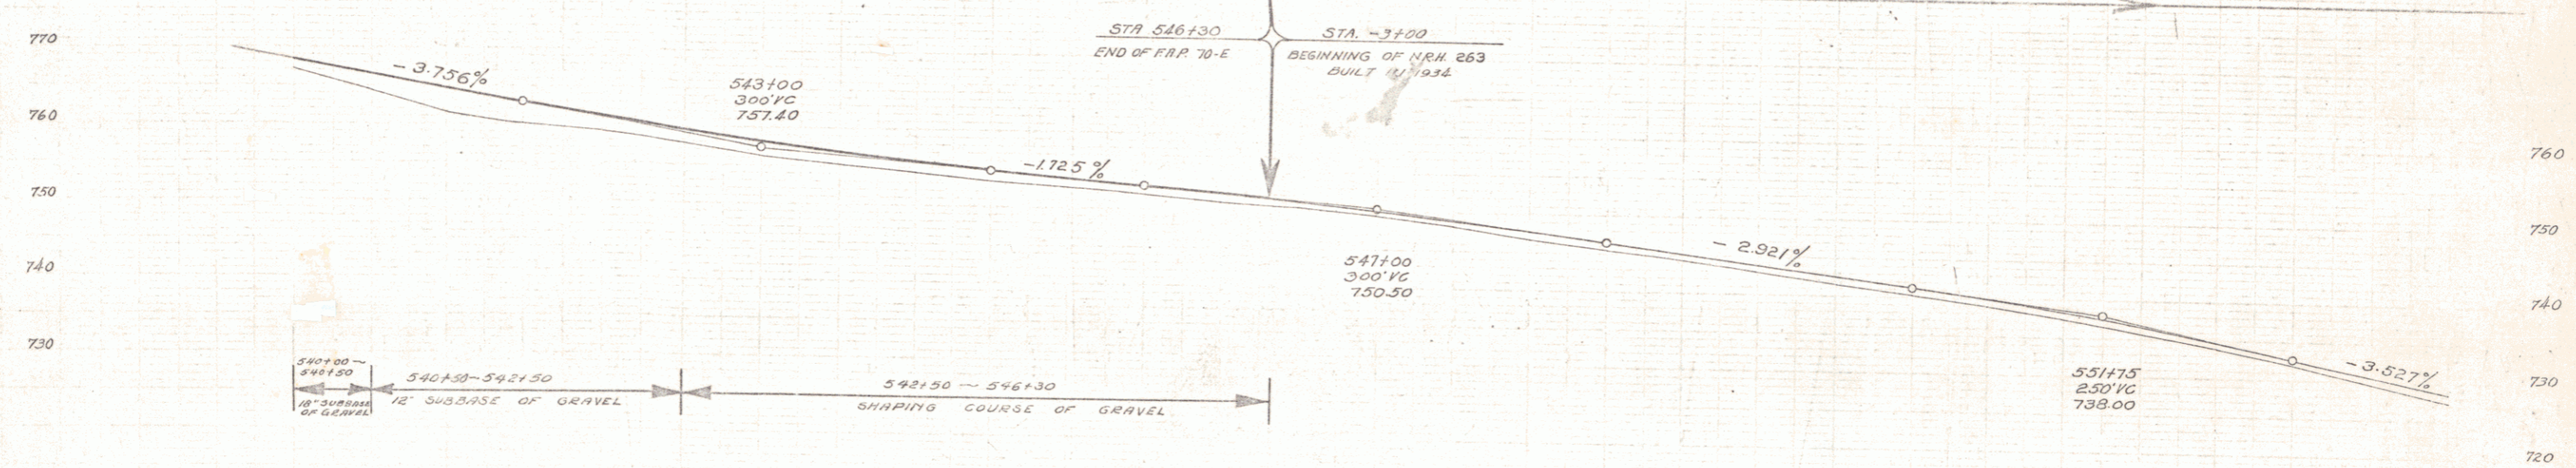 STA 546+30
END OF F.A.P. 70-E
STA. -3+00
BEGINNING OF N.R.H. 263
BUILT IN 1934
770
760
750
740
730
- 3.756%
543+00
300' VC
757.40
-1.725 %
547+00
300' VC
750.50
- 2.921%
551+75
250' VC
738.00
-3.527%
760
750
740
730
720
540+00 ~
540+50
18" SUBBASE
OF GRAVEL
540+50~542+50
12" SUBBASE OF GRAVEL
542+50 ~ 546+30
SHAPING COURSE OF GRAVEL